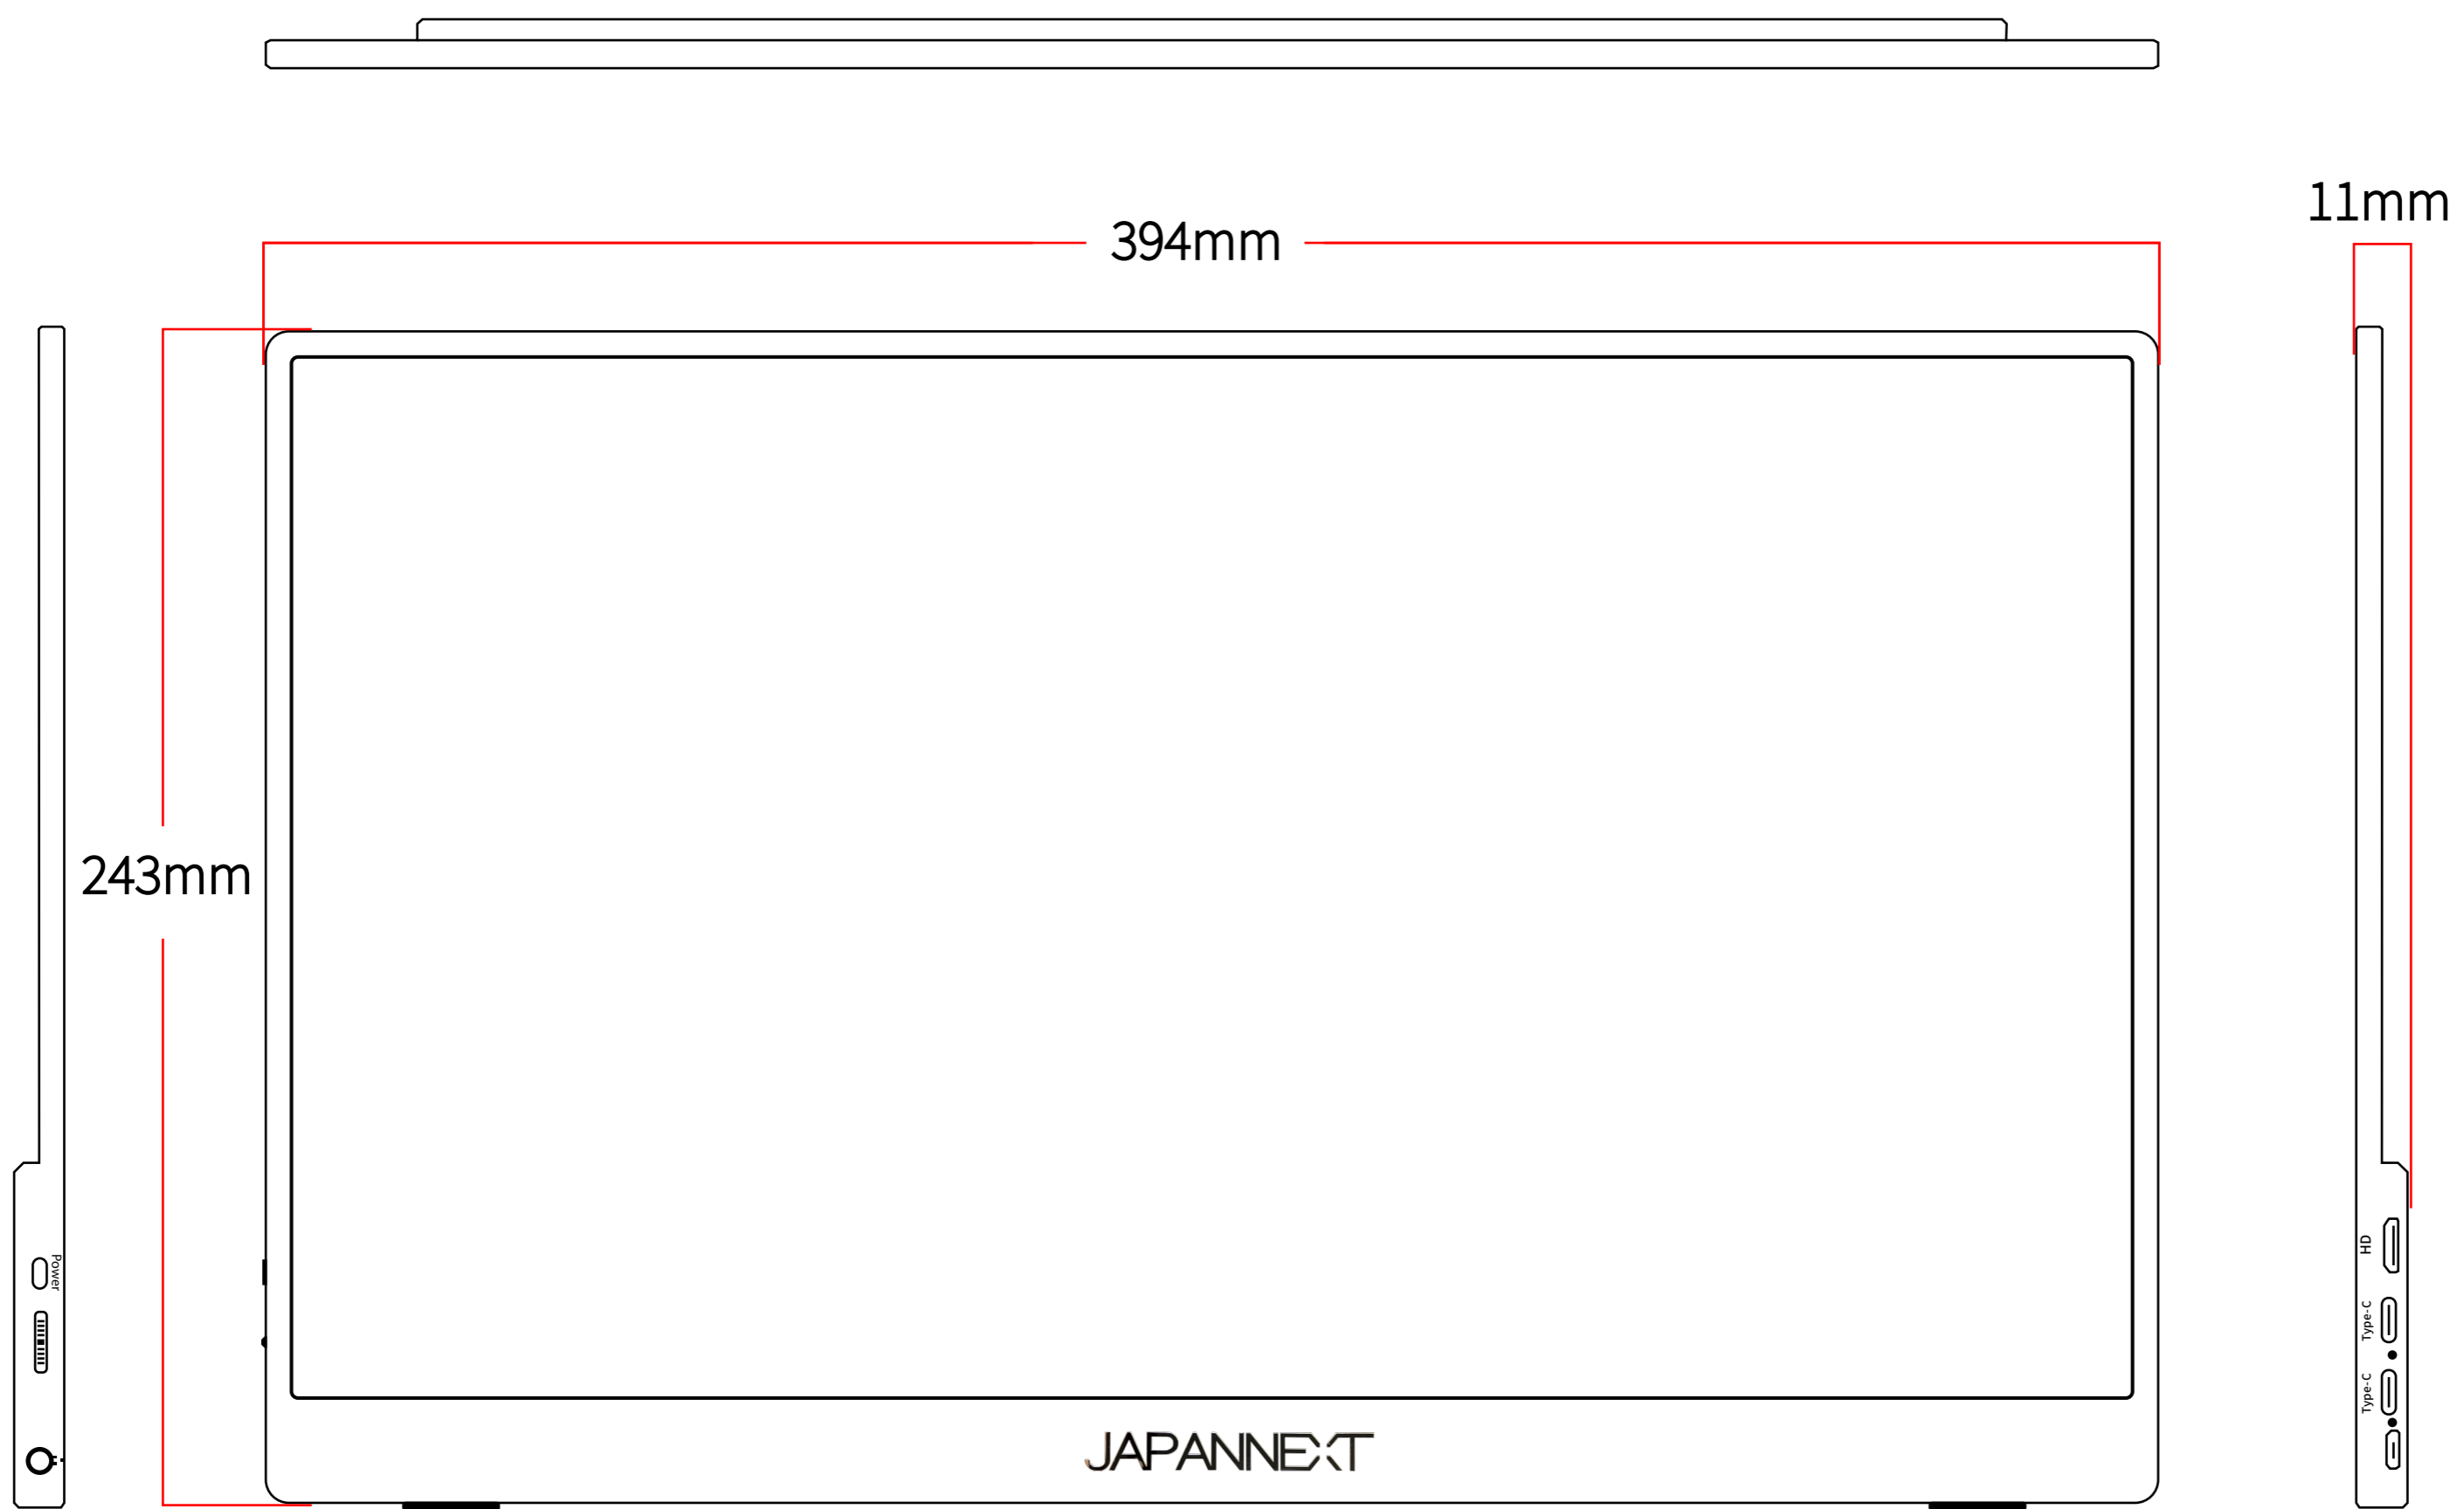 11mm
394mm
243mm
Power
HD
Type-C
Type-C
JAPANNEXT